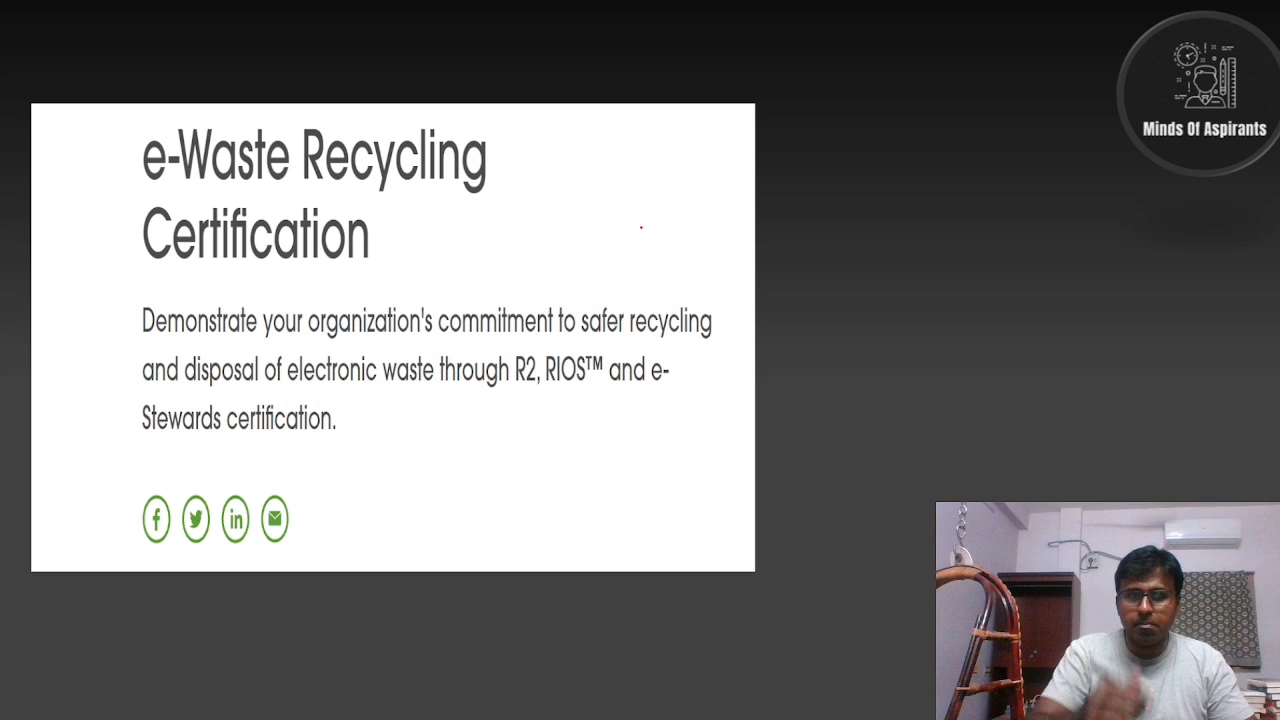 Minds Of Aspirants
e-Waste Recycling
Certification
Demonstrate your organization's commitment to safer recycling
and disposal of electronic waste through R2, RIOS™ and e-
Stewards certification.